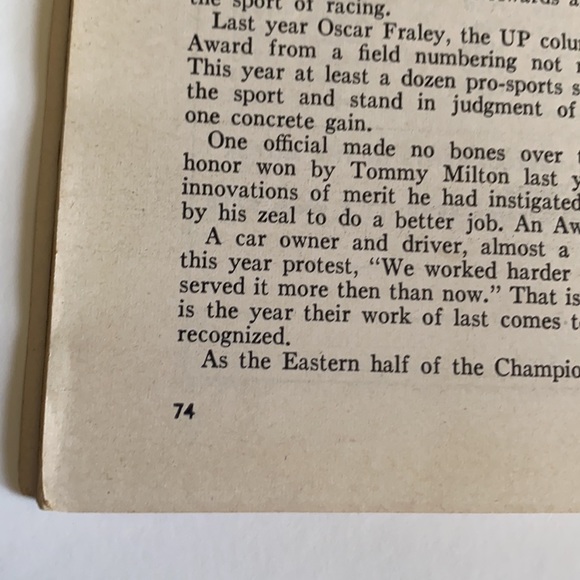 the sport of racing.
Last year Oscar Fraley, the UP colu
Award from a field numbering not
This year at least a dozen pro-sports s
the sport and stand in judgment of
one concrete gain.
One official made no bones over
honor won by Tommy Milton last y
innovations of merit he had instigated
by his zeal to do a better job. An Aw
A car owner and driver, almost a
this year protest, “We worked harder
served it more then than now.” That is
is the year their work of last comes t
recognized.
As the Eastern half of the Champio
74